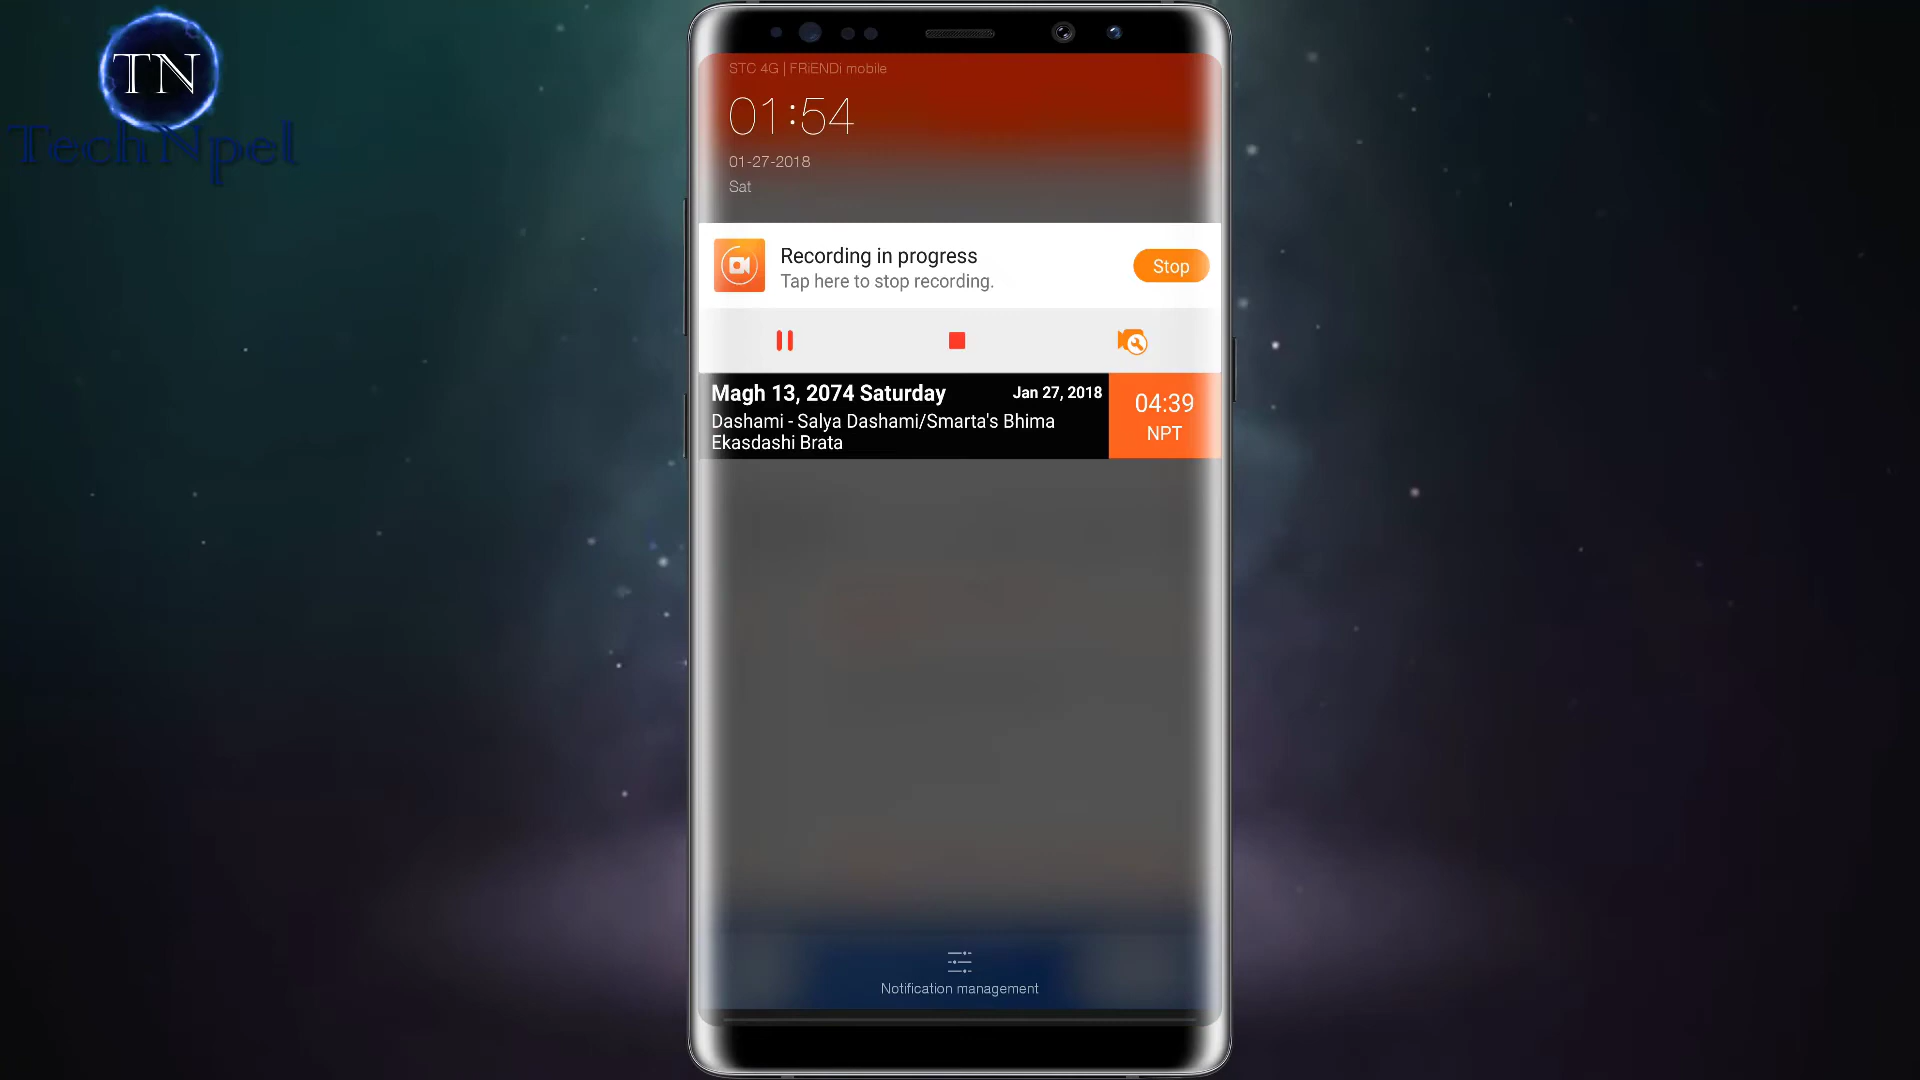 TN
Tech Npel
STC 4G | FRiENDi mobile
01:54
01-27-2018
Sat
Recording in progress
Tap here to stop recording.
Stop
Magh 13, 2074 Saturday
Jan 27, 2018
Dashami - Salya Dashami/Smarta's Bhima
Ekasdashi Brata
04:39
NPT
Notification management